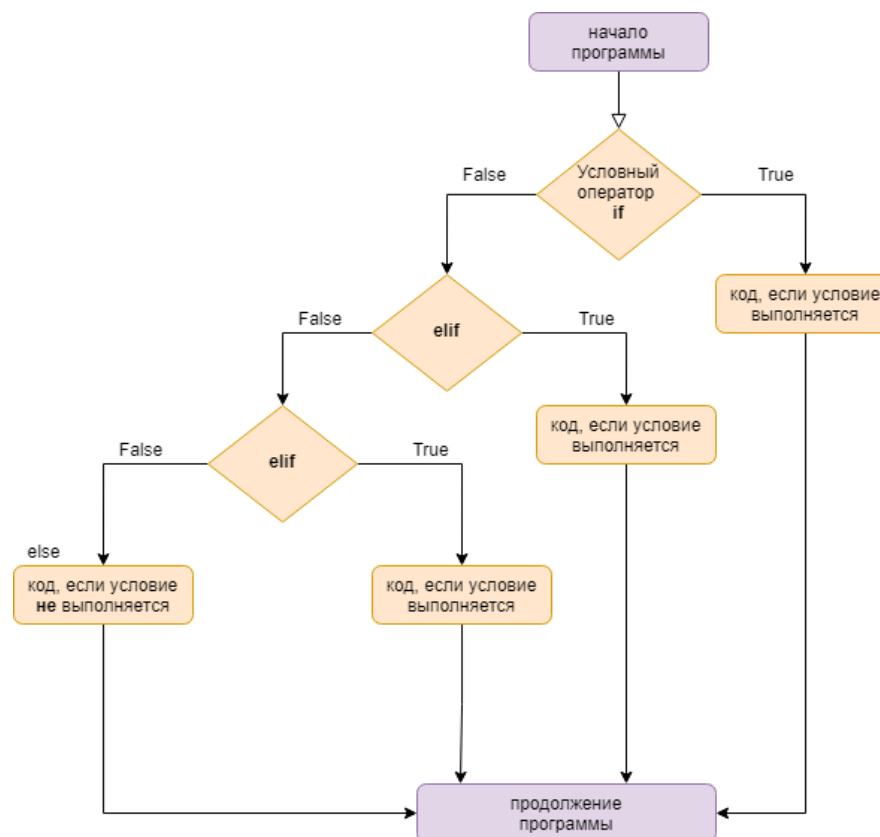 начало
программы
Условный
оператор
if
False
True
код, если условие
выполняется
elif
False
True
код, если условие
выполняется
elif
False
True
else
код, если условие
не выполняется
код, если условие
выполняется
продолжение
программы